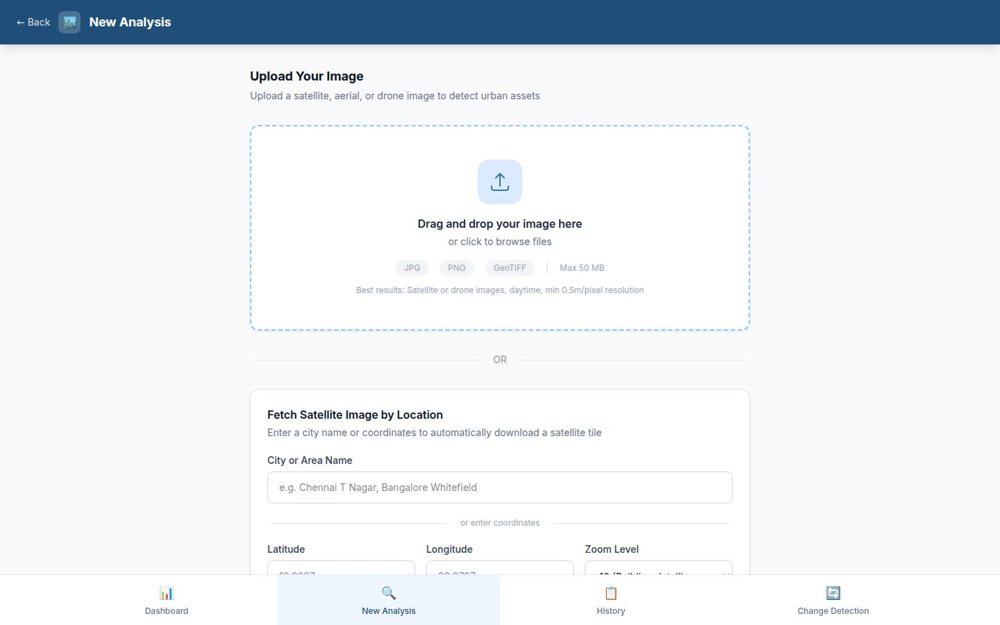 ← Back
New Analysis
Upload Your Image
Upload a satellite, aerial, or drone image to detect urban assets
Drag and drop your image here
or click to browse files
JPG PNG GeoTIFF | Max 50 MB
Best results: Satellite or drone images, daytime, min 0.5m/pixel resolution
OR
Fetch Satellite Image by Location
Enter a city name or coordinates to automatically download a satellite tile
City or Area Name
e.g. Chennai T Nagar, Bangalore Whitefield
or enter coordinates
Latitude Longitude Zoom Level
Dashboard New Analysis History Change Detection